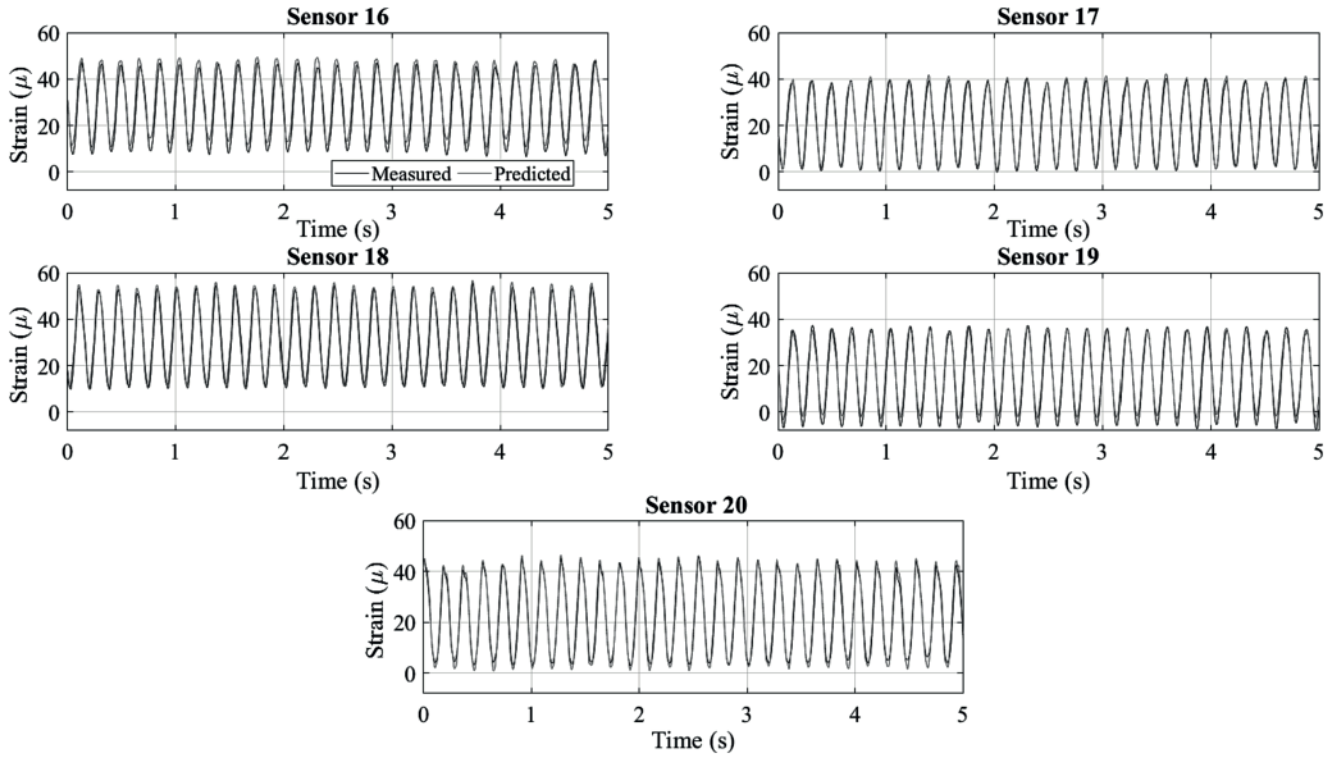 Sensor 16
60
40
20
0
Strain (μ)
Measured Predicted
0 1 2 3 4 5
Time (s)
Sensor 17
60
40
20
0
Strain (μ)
0 1 2 3 4 5
Time (s)
Sensor 18
60
40
20
0
Strain (μ)
0 1 2 3 4 5
Time (s)
Sensor 19
60
40
20
0
Strain (μ)
0 1 2 3 4 5
Time (s)
Sensor 20
60
40
20
0
Strain (μ)
0 1 2 3 4 5
Time (s)